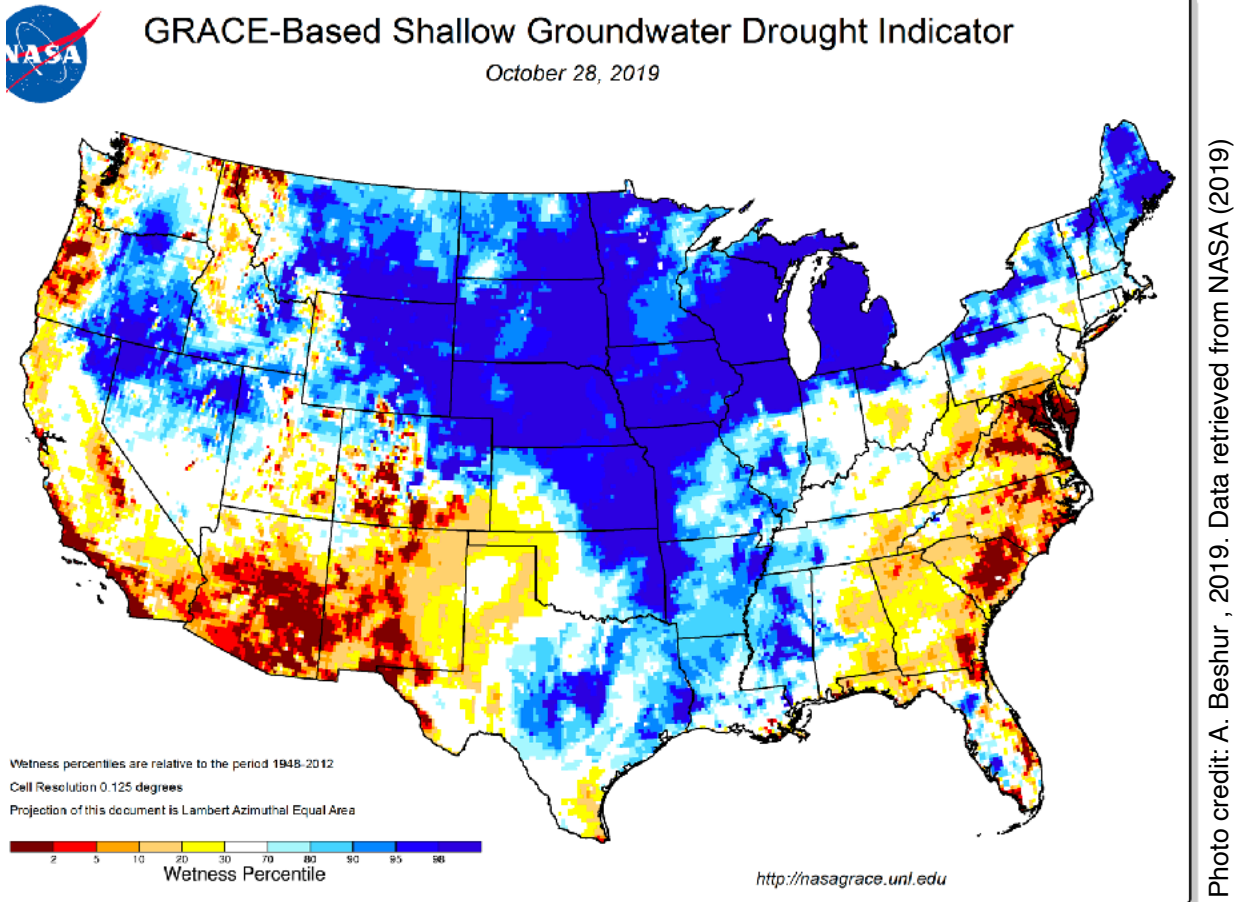 NASA
GRACE-Based Shallow Groundwater Drought Indicator
October 28, 2019
Wetness percentiles are relative to the period 1948-2012
Cell Resolution 0.125 degrees
Projection of this document is Lambert Azimuthal Equal Area
2 5 10 20 30 70 80 90 95 98
Wetness Percentile
http://nasagrace.unl.edu
Photo credit: A. Beshur , 2019. Data retrieved from NASA (2019)